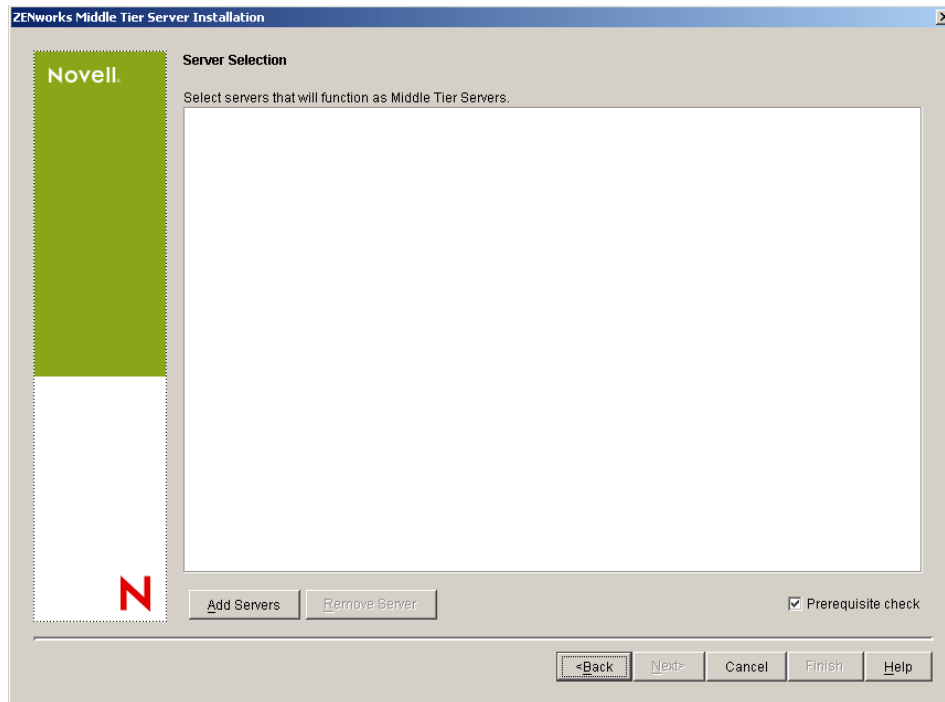 ZENworks Middle Tier Server Installation
Novell.
Server Selection
Select servers that will function as Middle Tier Servers.
N
Add Servers
Remove Server
Prerequisite check
<Back
Next>
Cancel
Finish
Help